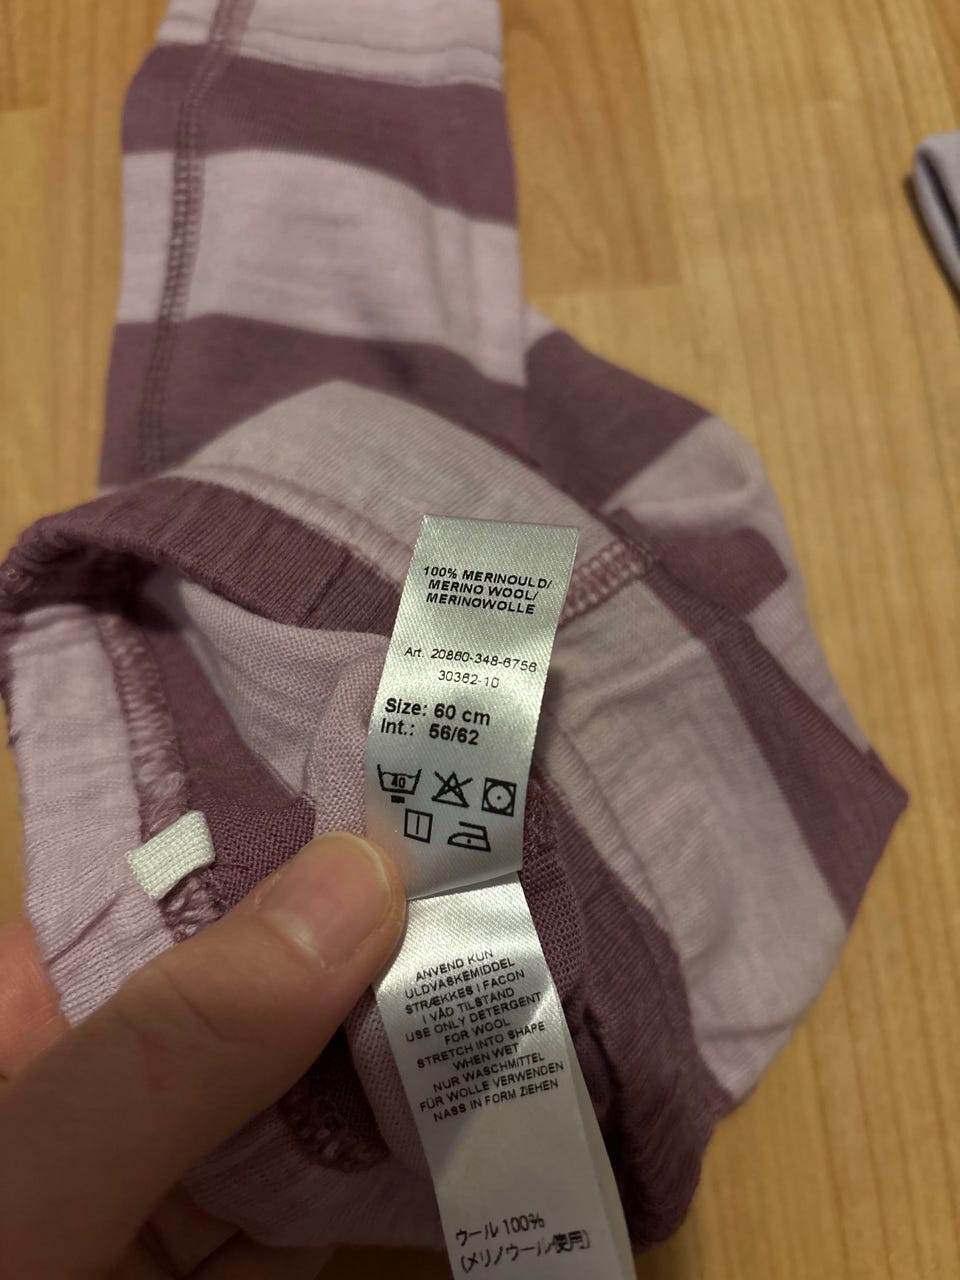 100% MERINOULD/
MERINO WOOL/
MERINOWOLLE
Art. 20860-348-6756
30362-10
Size: 60 cm
Int.: 56/62
40
ANVEND KUN
ULDVASKEMIDDEL
STRÆKKES I FACON
I VÅD TILSTAND
USE ONLY DETERGENT
FOR WOOL
STRETCH INTO SHAPE
WHEN WET
NUR WASCHMITTEL
FÜR WOLLE VERWENDEN
NASS IN FORM ZIEHEN
ウール 100%
(メリノウール使用)